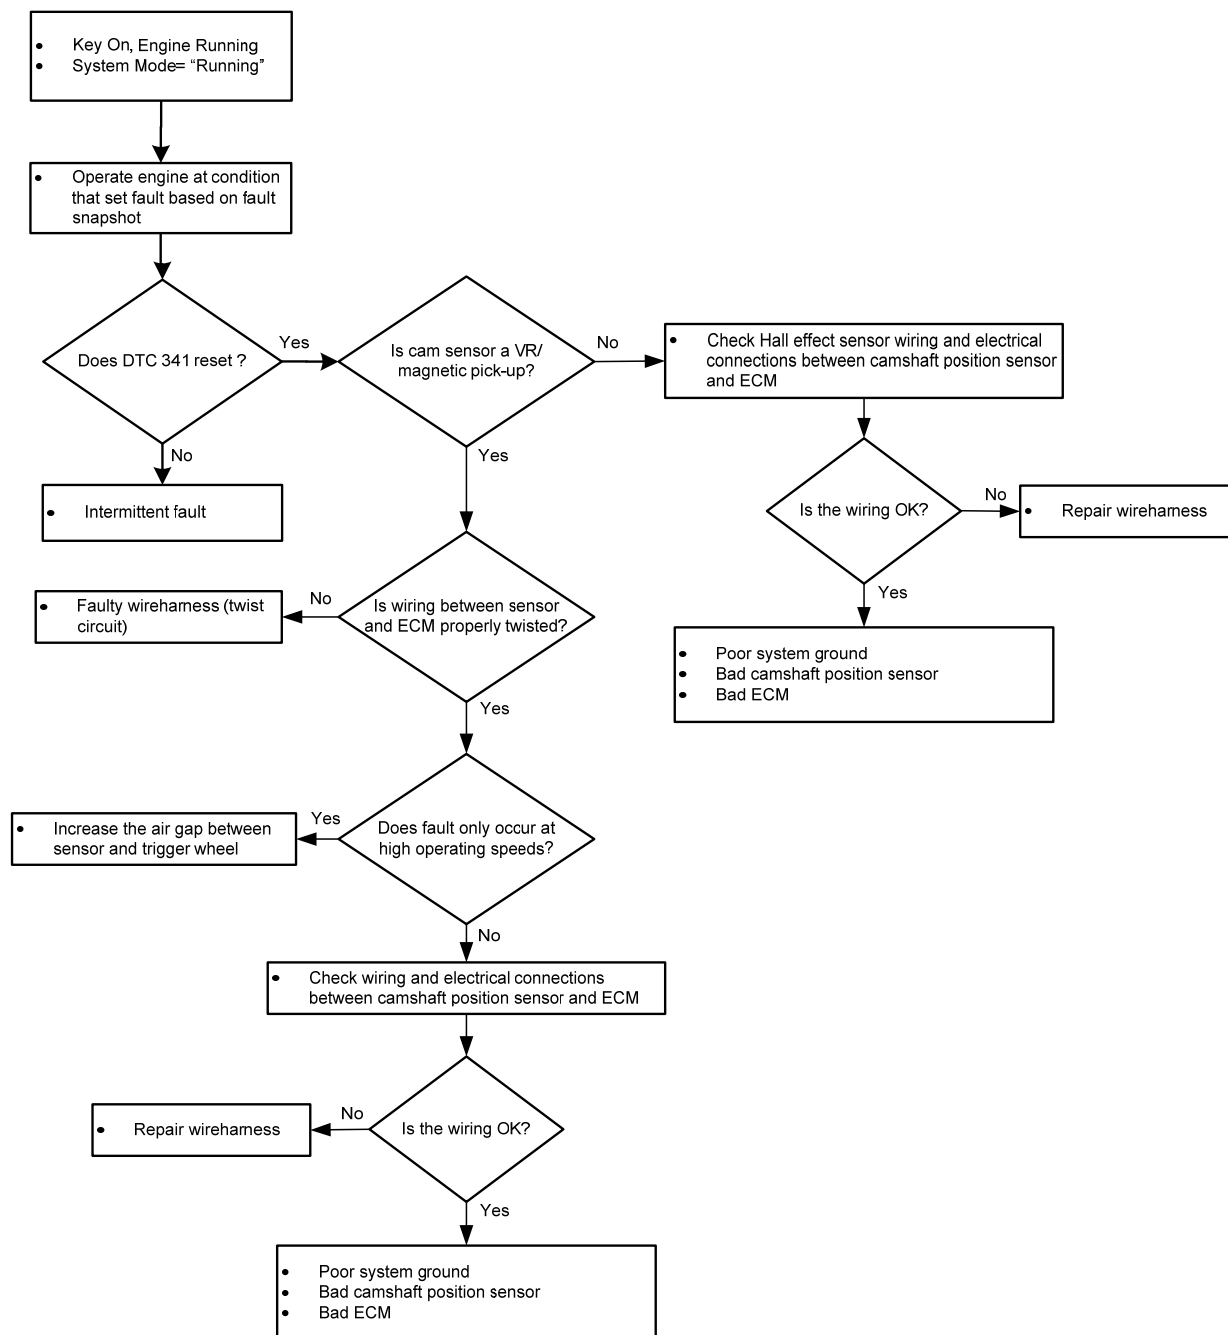 • Key On, Engine Running
• System Mode= “Running”
• Operate engine at condition
that set fault based on fault
snapshot
Does DTC 341 reset ?
Yes
Is cam sensor a VR/
magnetic pick-up?
No
• Check Hall effect sensor wiring and electrical
connections between camshaft position sensor
and ECM
No
• Intermittent fault
Yes
Is the wiring OK?
No
• Repair wireharness
Yes
• Poor system ground
• Bad camshaft position sensor
• Bad ECM
Is wiring between sensor
and ECM properly twisted?
No
• Faulty wireharness (twist
circuit)
Yes
Does fault only occur at
high operating speeds?
Yes
• Increase the air gap between
sensor and trigger wheel
No
• Check wiring and electrical connections
between camshaft position sensor and ECM
Is the wiring OK?
No
• Repair wireharness
Yes
• Poor system ground
• Bad camshaft position sensor
• Bad ECM